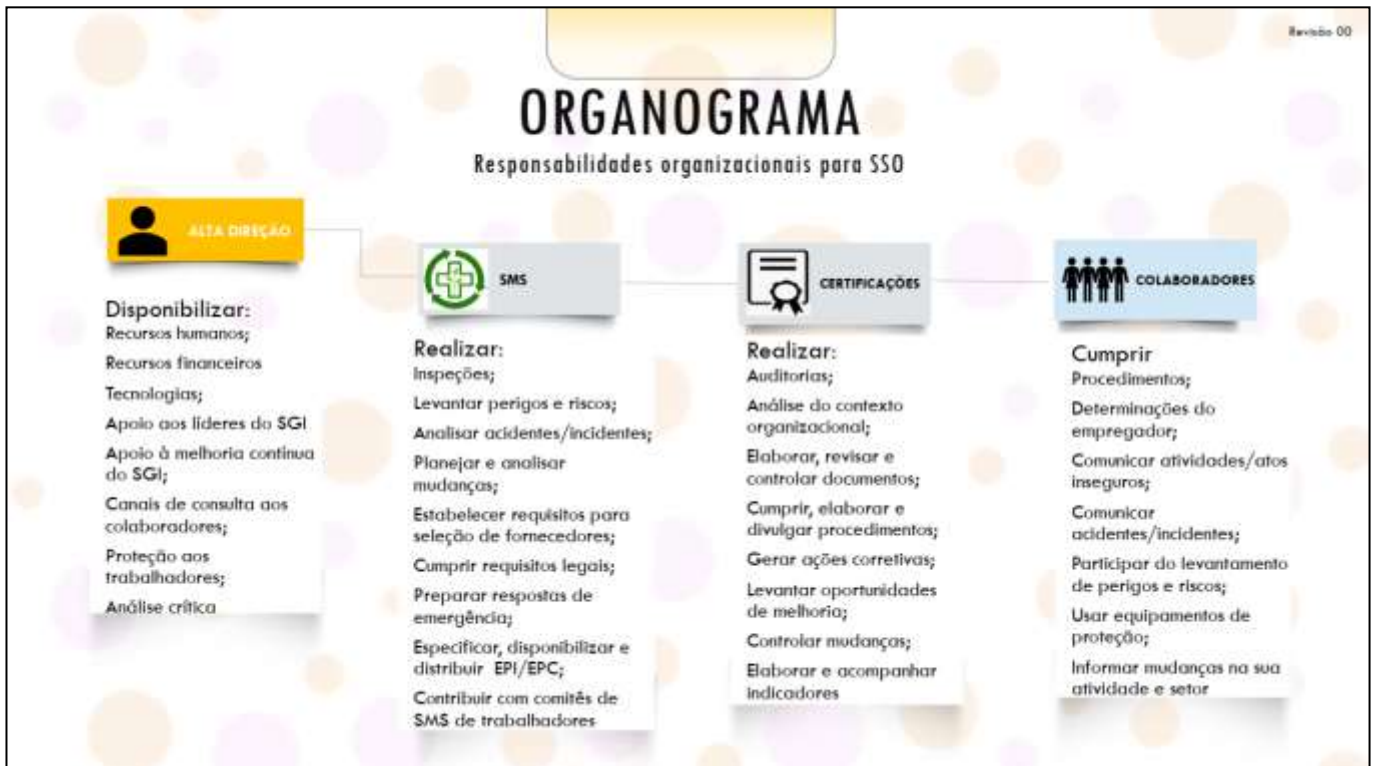 Revisão 00
ORGANOGRAMA
Responsabilidades organizacionais para SSO
ALTA DIREÇÃO
Disponibilizar:
Recursos humanos;
Recursos financeiros
Tecnologias;
Apoio aos líderes do SGI
Apoio à melhoria contínua
do SGI;
Canais de consulta aos
colaboradores;
Proteção aos
trabalhadores;
Análise crítica
SMS
Realizar:
Inspeções;
Levantar perigos e riscos;
Analisar acidentes/incidentes;
Planejar e analisar
mudanças;
Estabelecer requisitos para
seleção de fornecedores;
Cumprir requisitos legais;
Preparar respostas de
emergência;
Especificar, disponibilizar e
distribuir EPI/EPC;
Contribuir com comitês de
SMS de trabalhadores
CERTIFICAÇÕES
Realizar:
Auditorias;
Análise do contexto
organizacional;
Elaborar, revisar e
controlar documentos;
Cumprir, elaborar e
divulgar procedimentos;
Gerar ações corretivas;
Levantar oportunidades
de melhoria;
Controlar mudanças;
Elaborar e acompanhar
indicadores
COLABORADORES
Cumprir
Procedimentos;
Determinações do
empregador;
Comunicar atividades/atos
inseguros;
Comunicar
acidentes/incidentes;
Participar do levantamento
de perigos e riscos;
Usar equipamentos de
proteção;
Informar mudanças na sua
atividade e setor